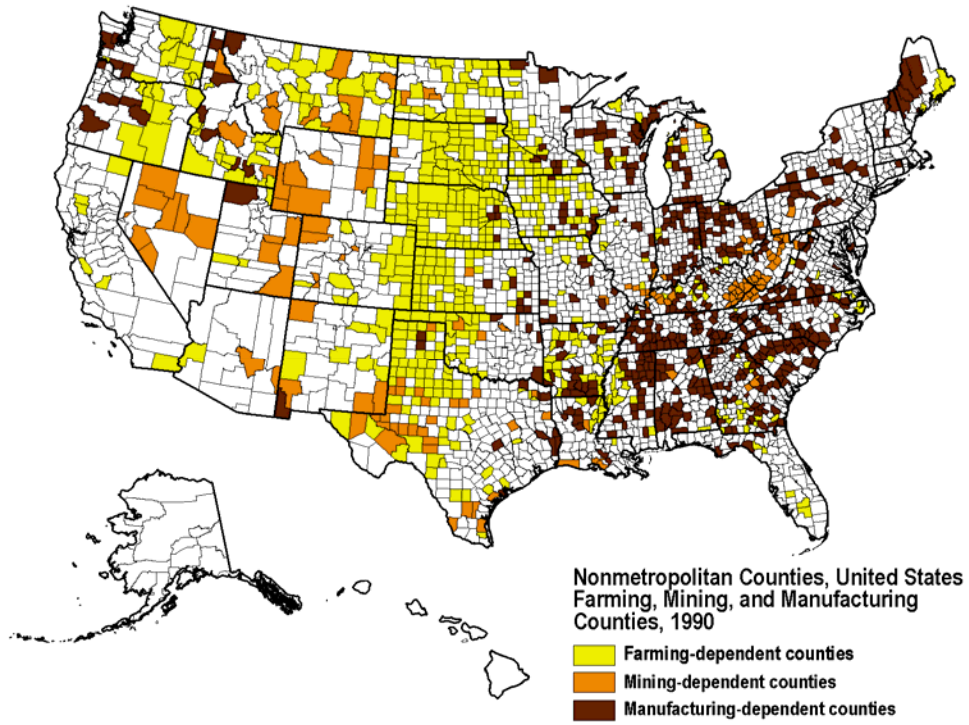 Nonmetropolitan Counties, United States
Farming, Mining, and Manufacturing
Counties, 1990
Farming-dependent counties
Mining-dependent counties
Manufacturing-dependent counties